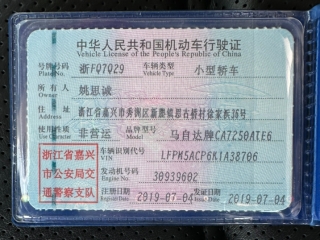 中华人民共和国机动车行驶证
Vehicle License of the People's Republic of China
号牌号码 浙FQ7Q29 车辆类型 小型轿车
Plate No. Vehicle Type
所有人 姚思诚
Owner
住址 浙江省嘉兴市秀洲区新塍镇思古桥村徐家浜36号
Address
使用性质 非营运 品牌型号 马自达牌CA7250ATE6
Use Character Model
浙江省嘉兴
市公安局交
通警察支队
车辆识别代号 LFPM5ACP6K1A38706
VIN
发动机号码 30939602
Engine No.
注册日期 2019-07-04 发证日期 2019-07-04
Register Date Issue Date